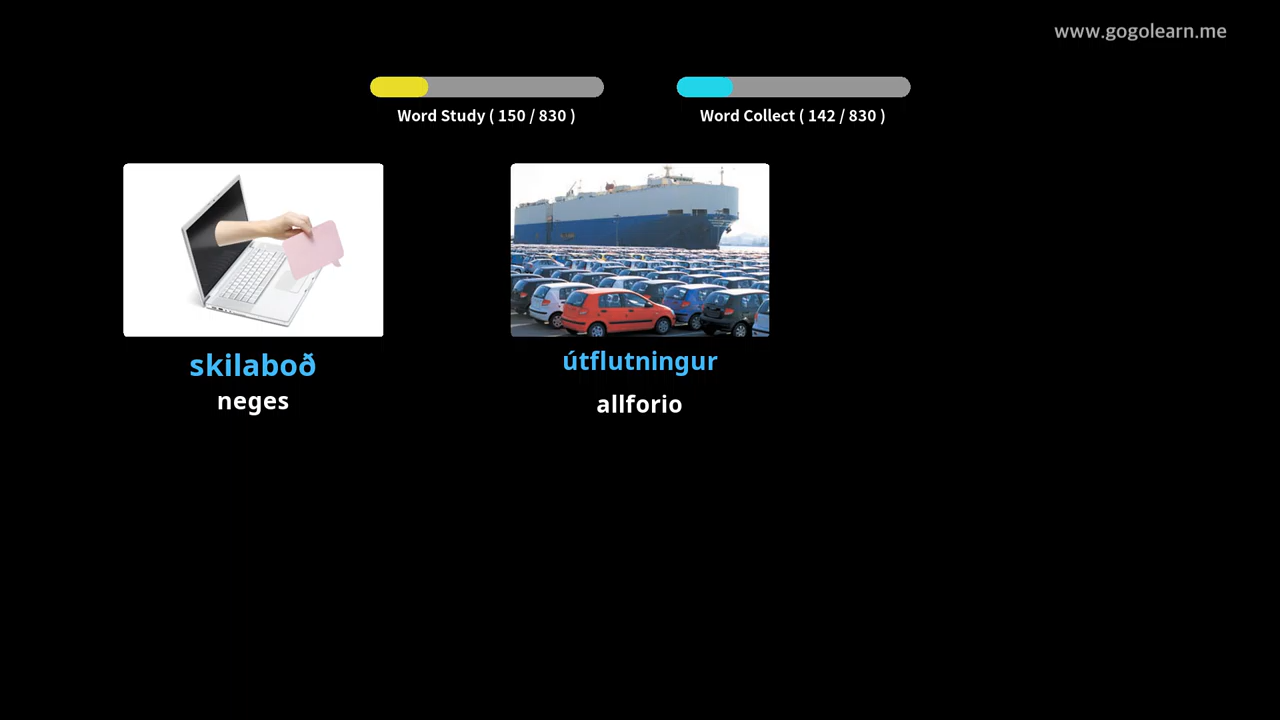 www.gogolearn.me
Word Study ( 150 / 830 )
Word Collect ( 142 / 830 )
skilaboð
neges
útflutningur
allforio